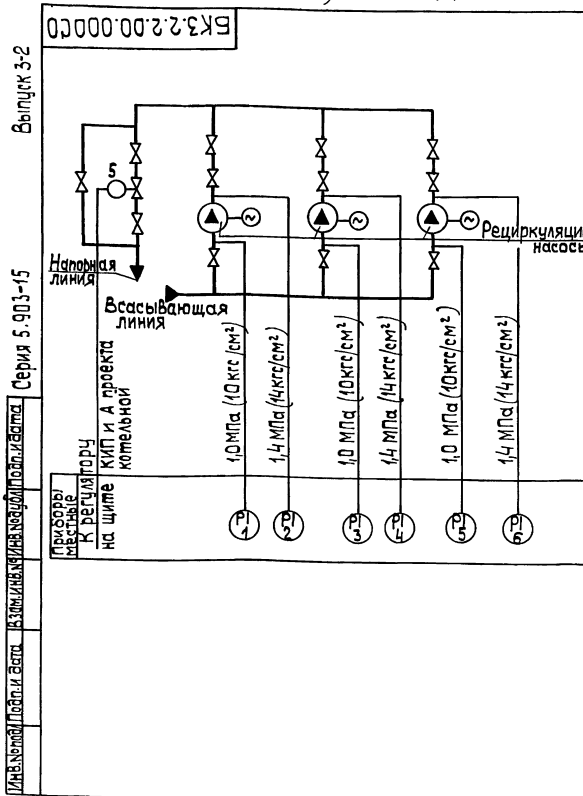 БК3.2.2.00.000СО
Выпуск 3-2
Серия 5.903-15
5
Напорная
линия
Всасывающая
линия
Рециркуляци
насосы
К регулятору
на щите КИП и А проекта
котельной
1,0 МПа (10 кгс/см²)
1,4 МПа (14 кгс/см²)
1,0 МПа (10 кгс/см²)
1,4 МПа (14 кгс/см²)
1,0 МПа (10 кгс/см²)
1,4 МПа (14 кгс/см²)
Приборы
местные
PI
1
PI
2
PI
3
PI
4
PI
5
PI
6
Инв.№подл Подп.и дата Взам.инв.№ Инв.№дубл Подп.и дата